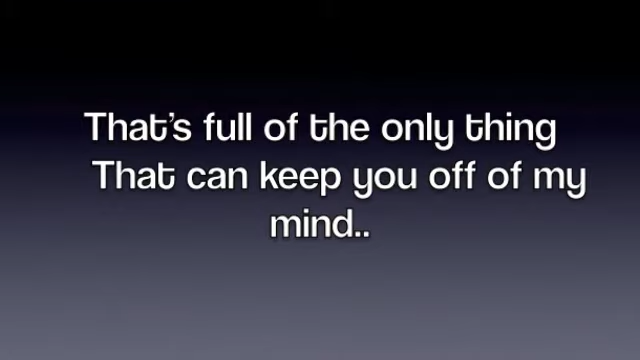 That's full of the only thing
That can keep you off of my
mind..